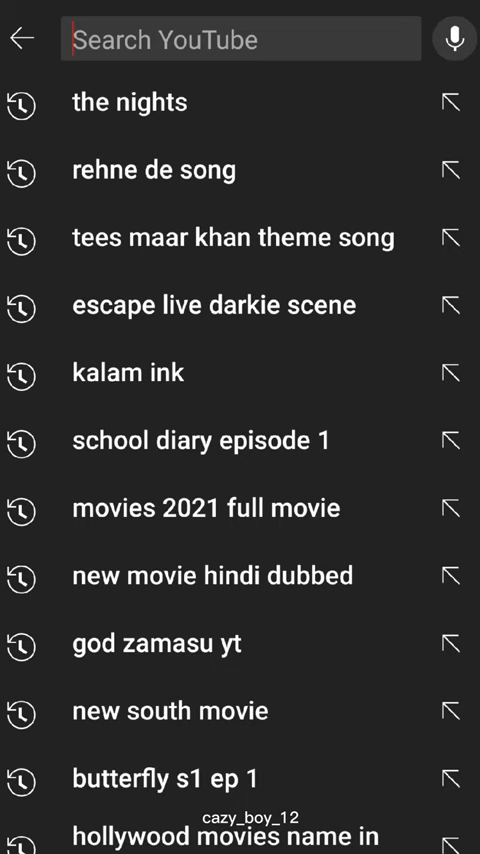 Search YouTube
the nights
rehne de song
tees maar khan theme song
escape live darkie scene
kalam ink
school diary episode 1
movies 2021 full movie
new movie hindi dubbed
god zamasu yt
new south movie
butterfly s1 ep 1
cazy_boy_12
hollywood movies name in